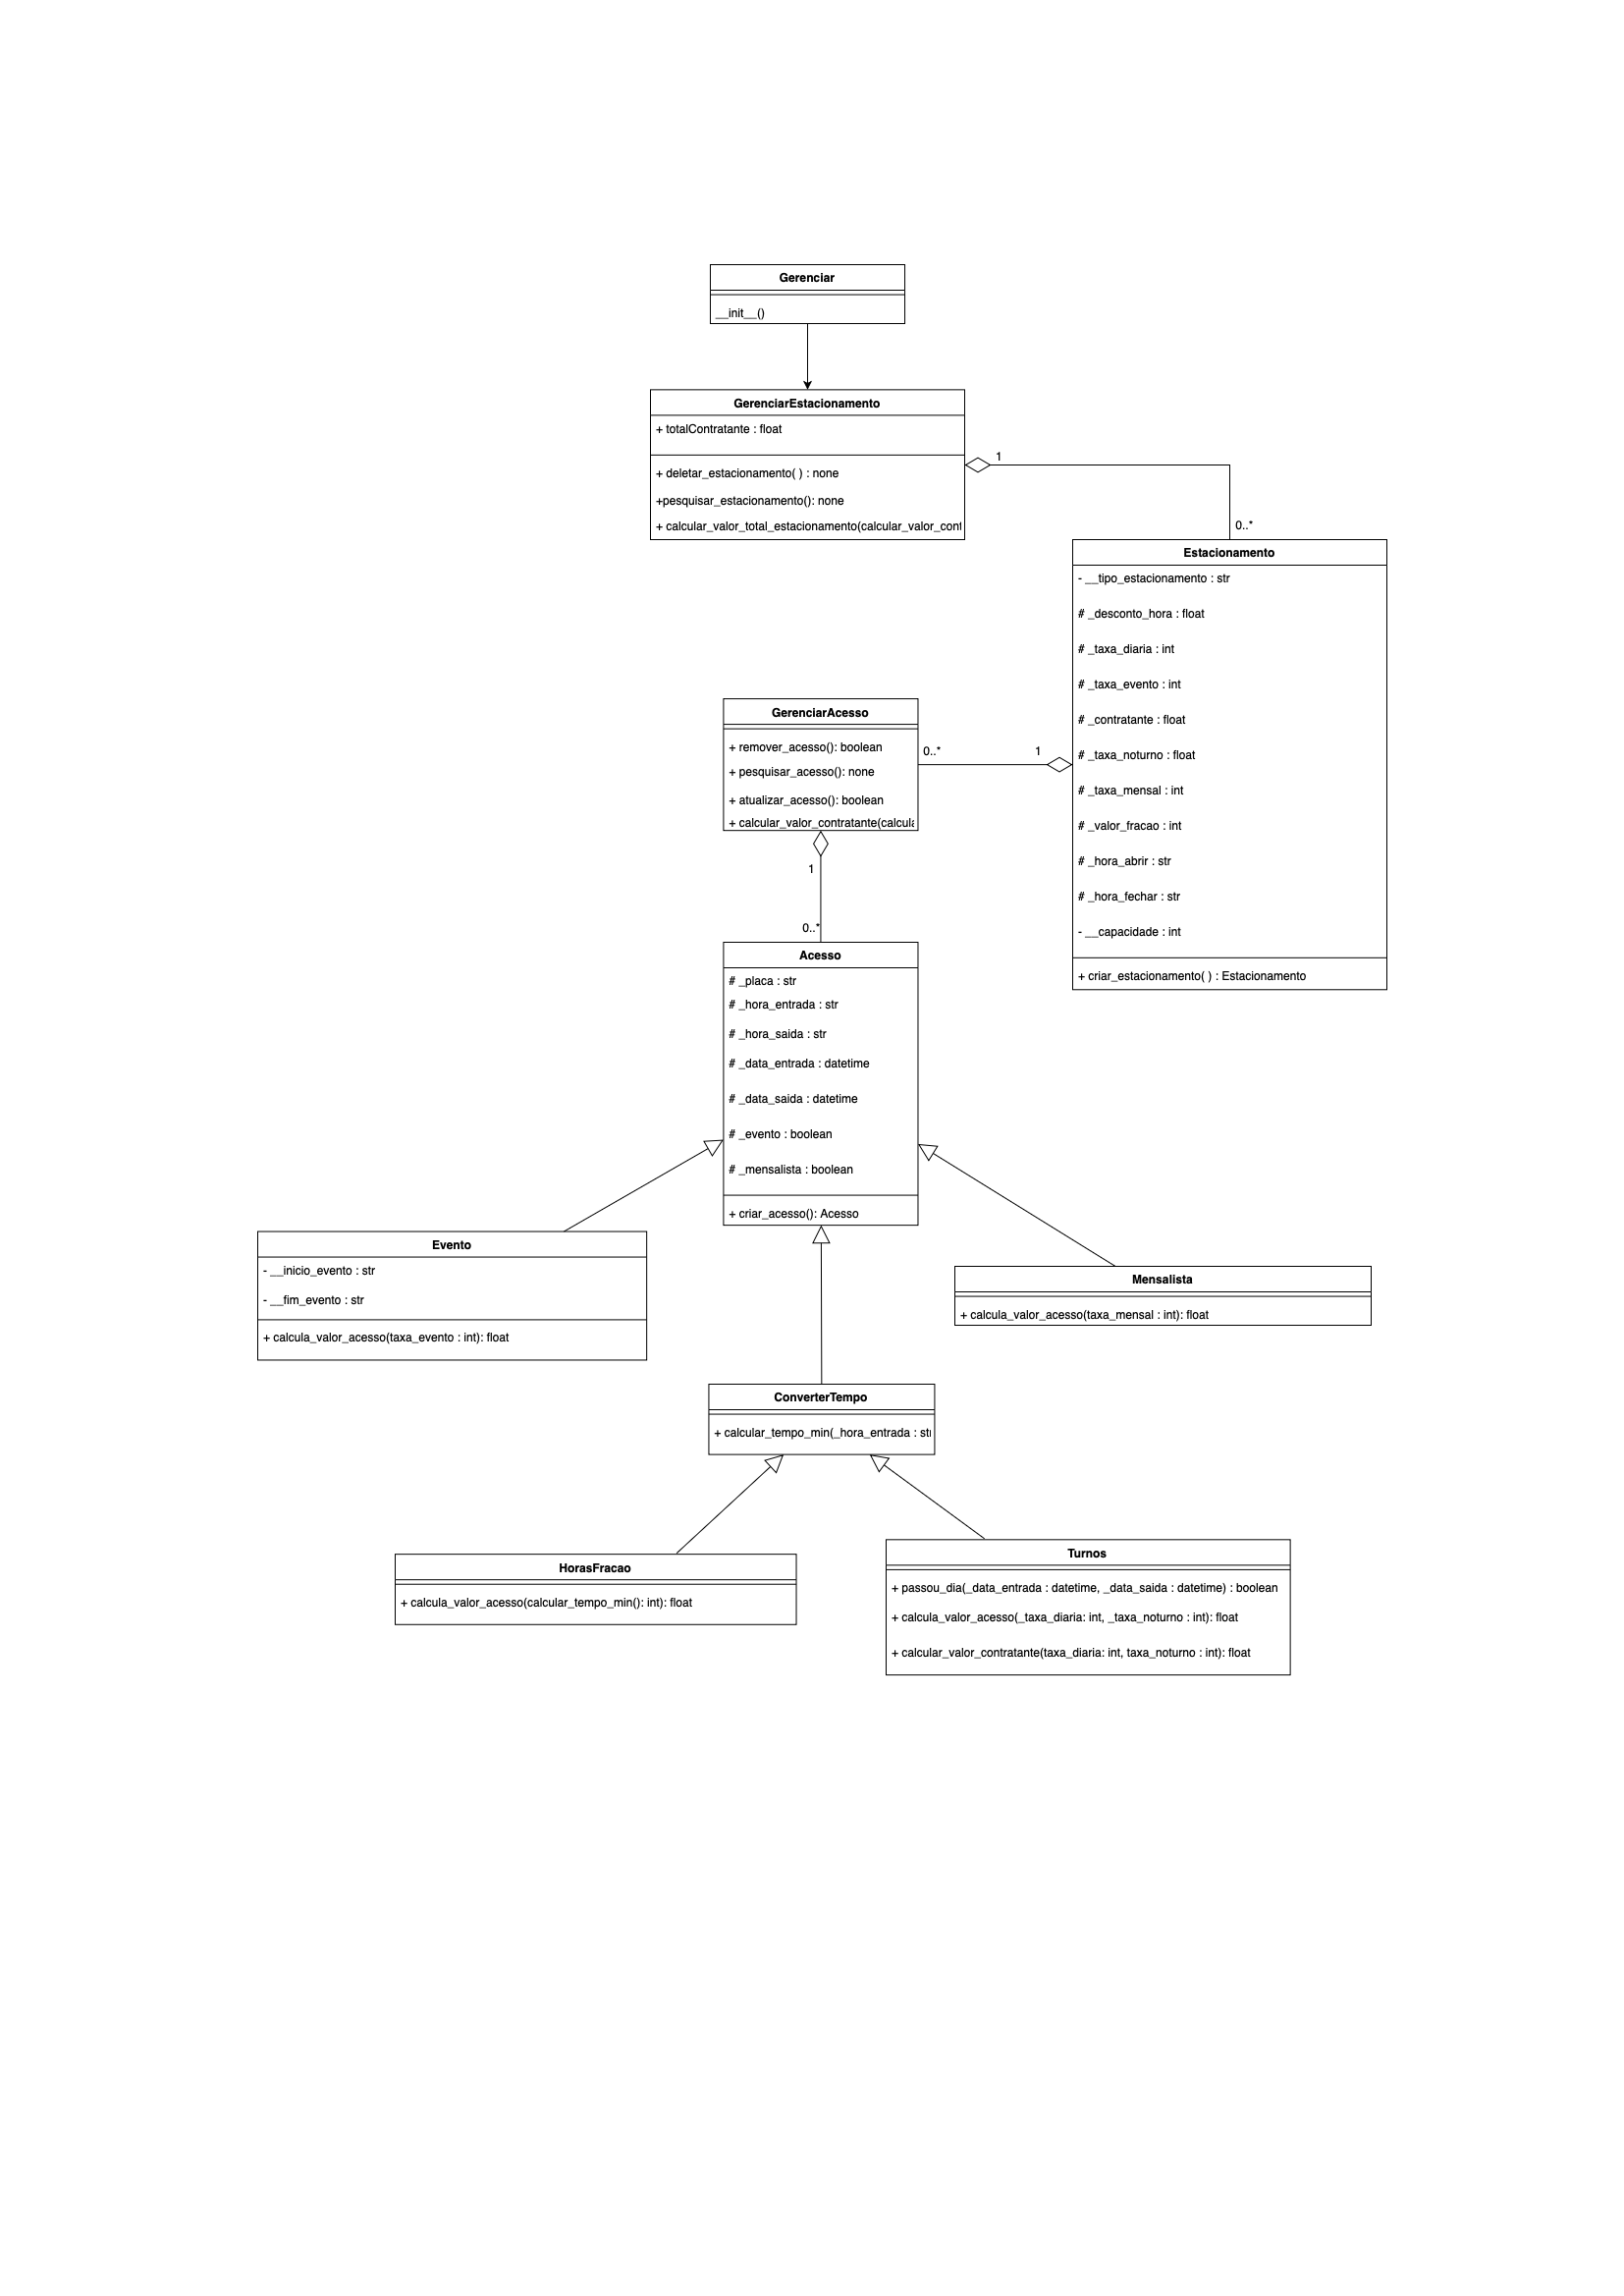 Gerenciar
__init__()
GerenciarEstacionamento
+ totalContratante : float
+ deletar_estacionamento( ) : none
+pesquisar_estacionamento(): none
+ calcular_valor_total_estacionamento(calcular_valor_cont
1
0..*
Estacionamento
- __tipo_estacionamento : str
# _desconto_hora : float
# _taxa_diaria : int
# _taxa_evento : int
# _contratante : float
# _taxa_noturno : float
# _taxa_mensal : int
# _valor_fracao : int
# _hora_abrir : str
# _hora_fechar : str
- __capacidade : int
+ criar_estacionamento( ) : Estacionamento
GerenciarAcesso
+ remover_acesso(): boolean
+ pesquisar_acesso(): none
+ atualizar_acesso(): boolean
+ calcular_valor_contratante(calcula
0..*
1
1
0..*
Acesso
# _placa : str
# _hora_entrada : str
# _hora_saida : str
# _data_entrada : datetime
# _data_saida : datetime
# _evento : boolean
# _mensalista : boolean
+ criar_acesso(): Acesso
Evento
- __inicio_evento : str
- __fim_evento : str
+ calcula_valor_acesso(taxa_evento : int): float
Mensalista
+ calcula_valor_acesso(taxa_mensal : int): float
ConverterTempo
+ calcular_tempo_min(_hora_entrada : str
HorasFracao
+ calcula_valor_acesso(calcular_tempo_min(): int): float
Turnos
+ passou_dia(_data_entrada : datetime, _data_saida : datetime) : boolean
+ calcula_valor_acesso(_taxa_diaria: int, _taxa_noturno : int): float
+ calcular_valor_contratante(taxa_diaria: int, taxa_noturno : int): float